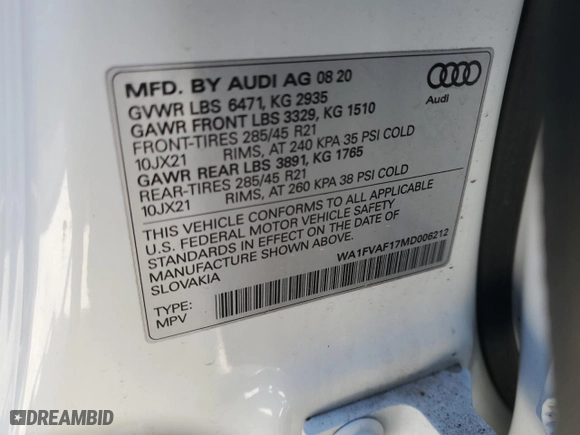 MFD. BY AUDI AG 08 20
GVWR LBS 6471, KG 2935
GAWR FRONT LBS 3329, KG 1510
FRONT-TIRES 285/45 R21
10JX21 RIMS, AT 240 KPA 35 PSI COLD
GAWR REAR LBS 3891, KG 1765
REAR-TIRES 285/45 R21
10JX21 RIMS, AT 260 KPA 38 PSI COLD
Audi
THIS VEHICLE CONFORMS TO ALL APPLICABLE
U.S. FEDERAL MOTOR VEHICLE SAFETY
STANDARDS IN EFFECT ON THE DATE OF
MANUFACTURE SHOWN ABOVE.
SLOVAKIA
WA1FVAF17MD006212
TYPE:
MPV
DREAMBID